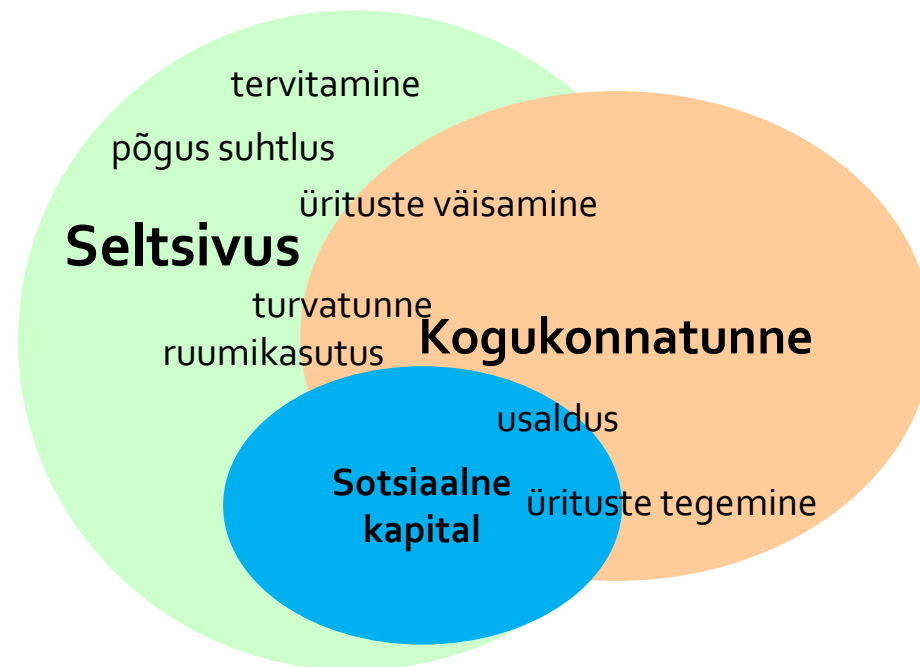 tervitamine
põgus suhtlus
ürituste väisamine
Seltsivus
turvatunne
Kogukonnatunne
ruumikasutus
usaldus
Sotsiaalne
kapital
ürituste tegemine